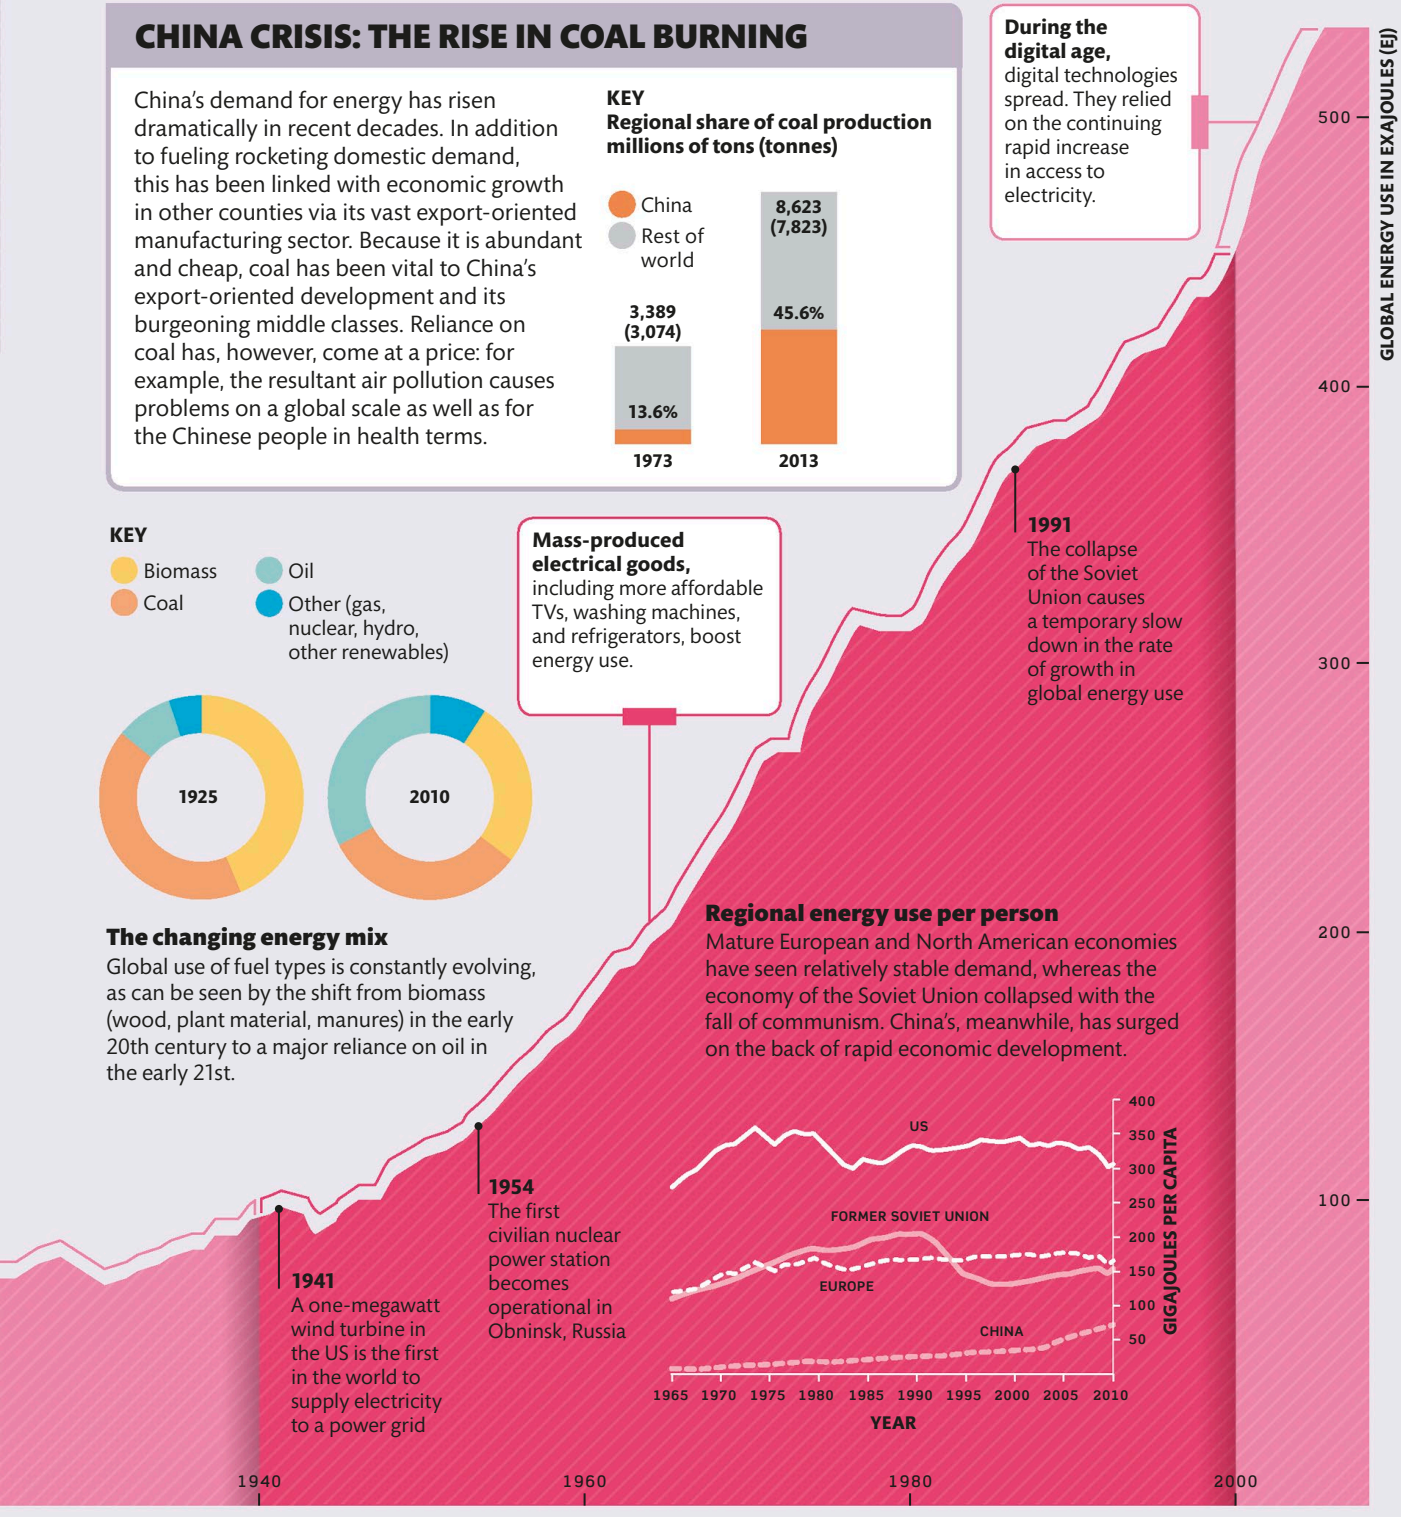 CHINA CRISIS: THE RISE IN COAL BURNING
China's demand for energy has risen
dramatically in recent decades. In addition
to fueling rocketing domestic demand,
this has been linked with economic growth
in other counties via its vast export-oriented
manufacturing sector. Because it is abundant
and cheap, coal has been vital to China's
export-oriented development and its
burgeoning middle classes. Reliance on
coal has, however, come at a price: for
example, the resultant air pollution causes
problems on a global scale as well as for
the Chinese people in health terms.
KEY
Regional share of coal production
millions of tons (tonnes)
China
Rest of
world
3,389
(3,074)
13.6%
1973
8,623
(7,823)
45.6%
2013
During the
digital age,
digital technologies
spread. They relied
on the continuing
rapid increase
in access to
electricity.
GLOBAL ENERGY USE IN EXAJOULES (EJ)
500
400
300
200
100
KEY
Biomass
Coal
Oil
Other (gas,
nuclear, hydro,
other renewables)
1925
2010
The changing energy mix
Global use of fuel types is constantly evolving,
as can be seen by the shift from biomass
(wood, plant material, manures) in the early
20th century to a major reliance on oil in
the early 21st.
Mass-produced
electrical goods,
including more affordable
TVs, washing machines,
and refrigerators, boost
energy use.
1991
The collapse
of the Soviet
Union causes
a temporary slow
down in the rate
of growth in
global energy use
Regional energy use per person
Mature European and North American economies
have seen relatively stable demand, whereas the
economy of the Soviet Union collapsed with the
fall of communism. China's, meanwhile, has surged
on the back of rapid economic development.
US
FORMER SOVIET UNION
EUROPE
CHINA
400
350
300
250
200
150
100
50
GIGAJOULES PER CAPITA
1965 1970 1975 1980 1985 1990 1995 2000 2005 2010
YEAR
1954
The first
civilian nuclear
power station
becomes
operational in
Obninsk, Russia
1941
A one-megawatt
wind turbine in
the US is the first
in the world to
supply electricity
to a power grid
1940 1960 1980 2000